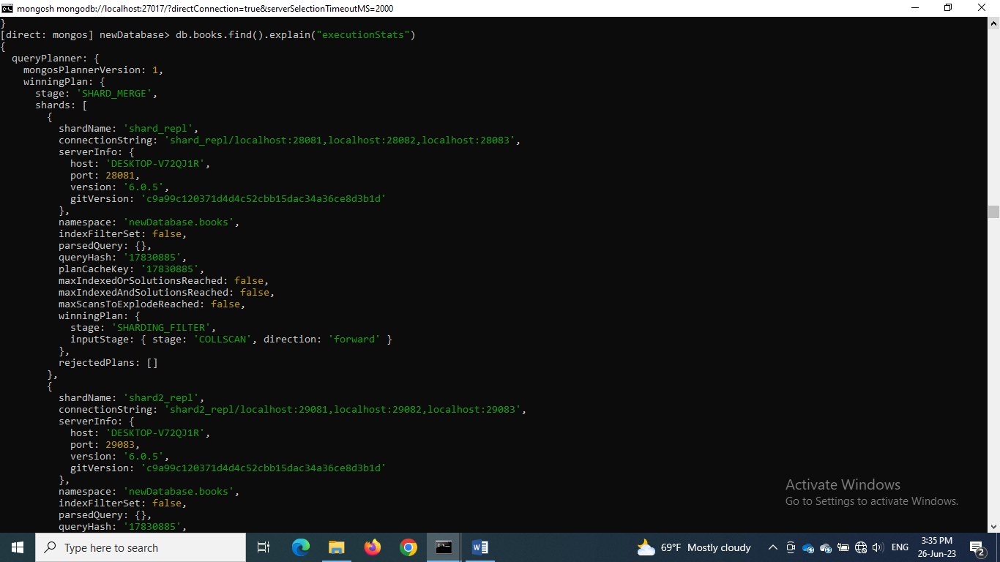 mongosh mongodb://localhost:27017/?directConnection=true&serverSelectionTimeoutMS=2000
}
[direct: mongos] newDatabase> db.books.find().explain("executionStats")
{
  queryPlanner: {
    mongosPlannerVersion: 1,
    winningPlan: {
      stage: 'SHARD_MERGE',
      shards: [
        {
          shardName: 'shard_repl',
          connectionString: 'shard_repl/localhost:28081,localhost:28082,localhost:28083',
          serverInfo: {
            host: 'DESKTOP-V72QJ1R',
            port: 28081,
            version: '6.0.5',
            gitVersion: 'c9a99c120371d4d4c52cbb15dac34a36ce8d3b1d'
          },
          namespace: 'newDatabase.books',
          indexFilterSet: false,
          parsedQuery: {},
          queryHash: '17830885',
          planCacheKey: '17830885',
          maxIndexedOrSolutionsReached: false,
          maxIndexedAndSolutionsReached: false,
          maxScansToExplodeReached: false,
          winningPlan: {
            stage: 'SHARDING_FILTER',
            inputStage: { stage: 'COLLSCAN', direction: 'forward' }
          },
          rejectedPlans: []
        },
        {
          shardName: 'shard2_repl',
          connectionString: 'shard2_repl/localhost:29081,localhost:29082,localhost:29083',
          serverInfo: {
            host: 'DESKTOP-V72QJ1R',
            port: 29083,
            version: '6.0.5',
            gitVersion: 'c9a99c120371d4d4c52cbb15dac34a36ce8d3b1d'
          },
          namespace: 'newDatabase.books',
          indexFilterSet: false,
          parsedQuery: {},
          queryHash: '17830885',
Activate Windows
Go to Settings to activate Windows.
Type here to search
69°F Mostly cloudy
ENG
3:35 PM
26-Jun-23
2